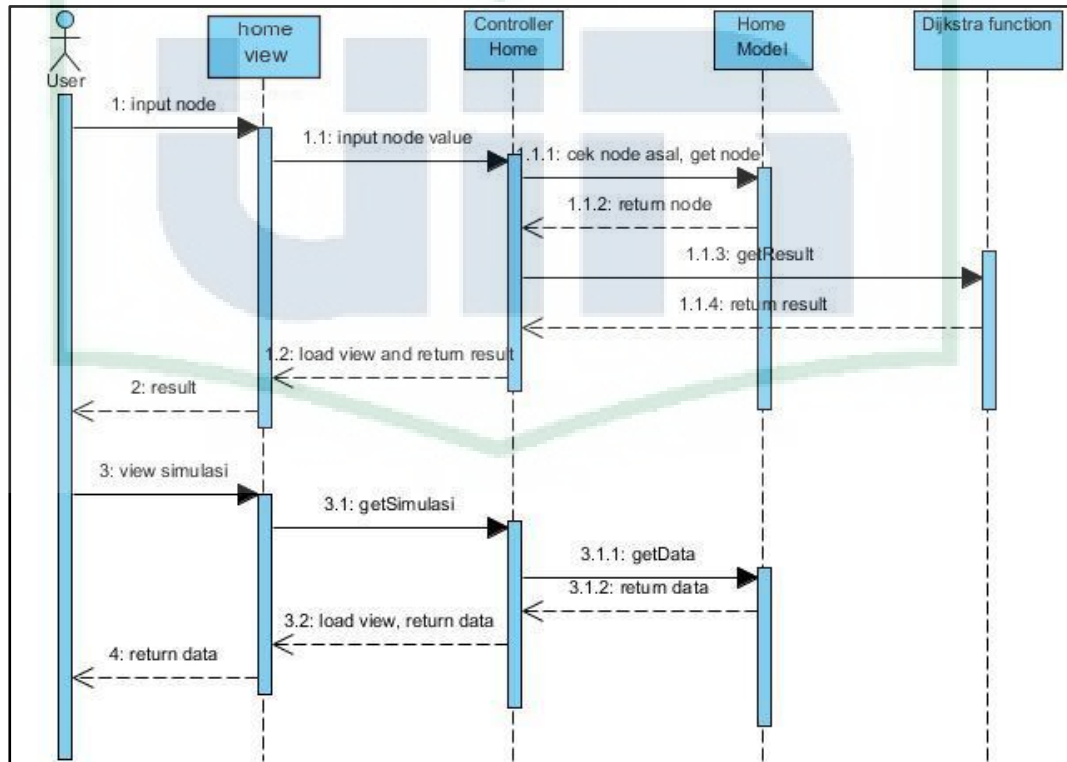 User
home
view
Controller
Home
Home
Model
Dijkstra function
1: input node
1.1: input node value
1.1.1: cek node asal, get node
1.1.2: return node
1.1.3: getResult
1.1.4: return result
1.2: load view and return result
2: result
3: view simulasi
3.1: getSimulasi
3.1.1: getData
3.1.2: return data
3.2: load view, return data
4: return data
uin